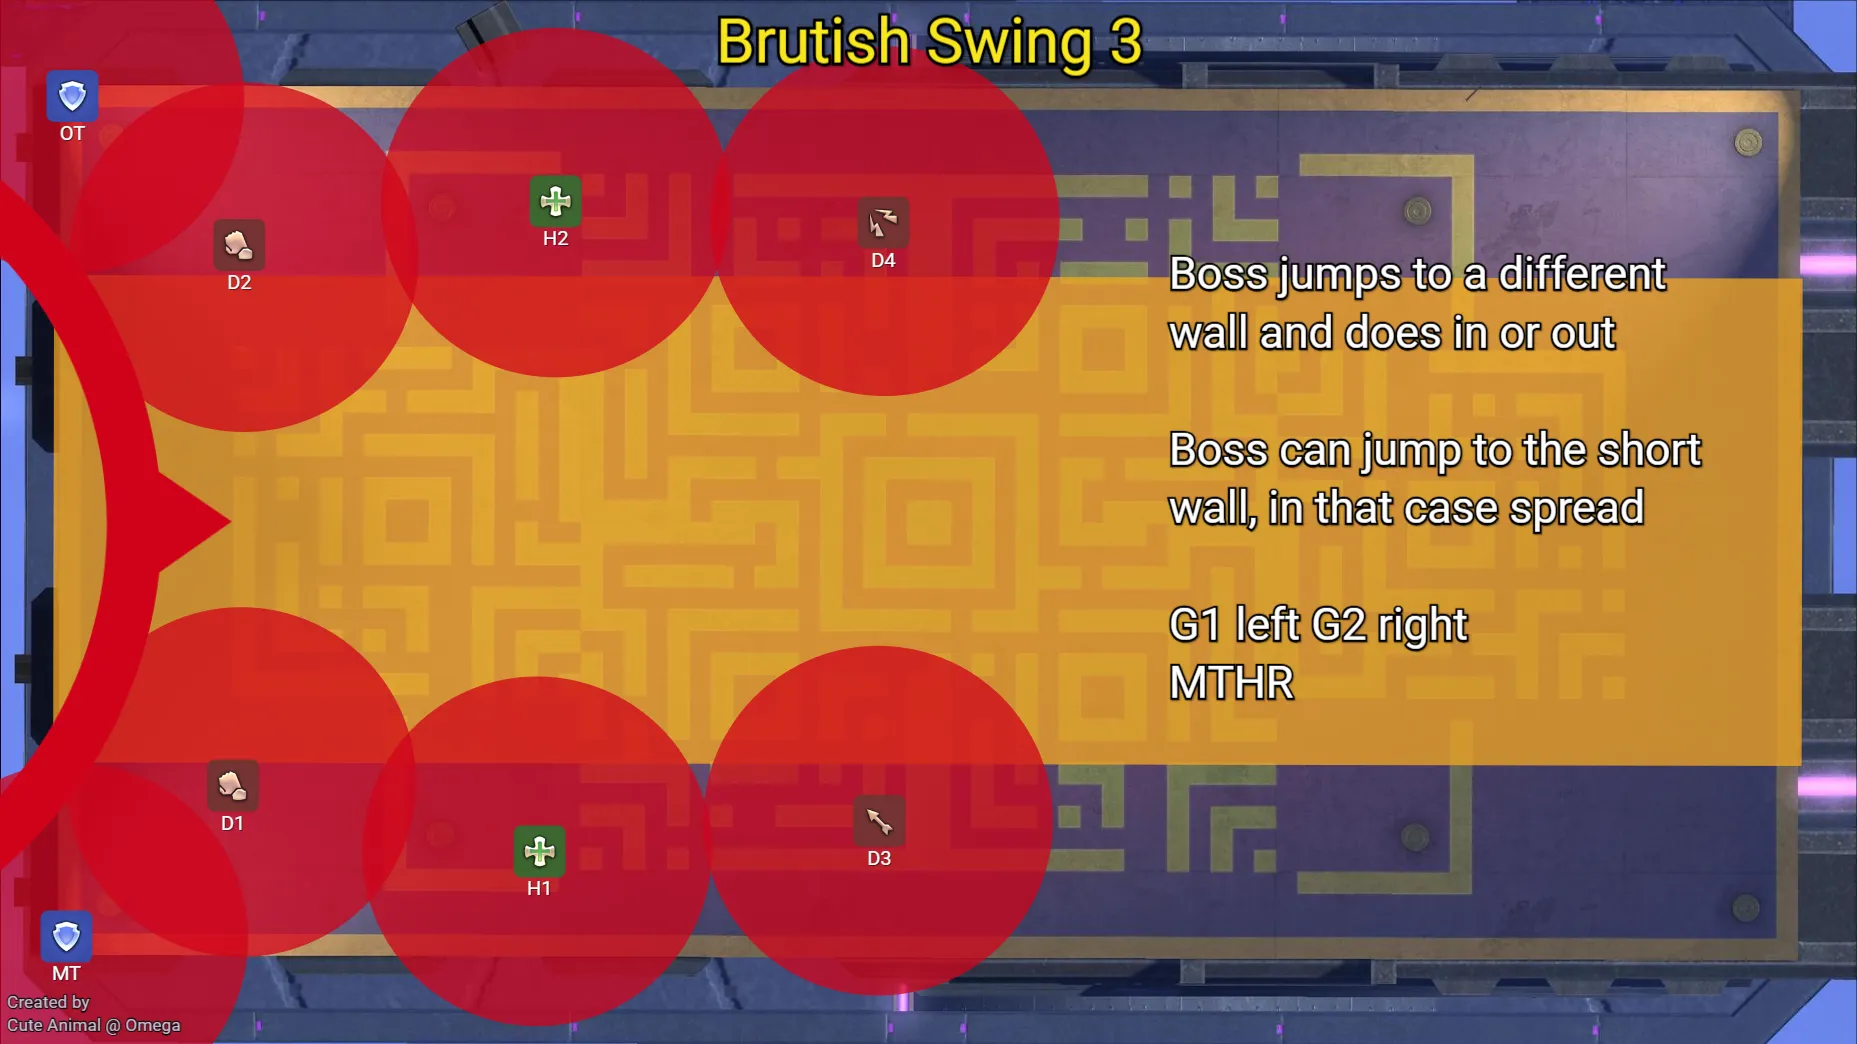 Brutish Swing 3
OT
D2
H2
D4
Boss jumps to a different
wall and does in or out
Boss can jump to the short
wall, in that case spread
G1 left G2 right
MTHR
D1
H1
D3
MT
Created by
Cute Animal @ Omega